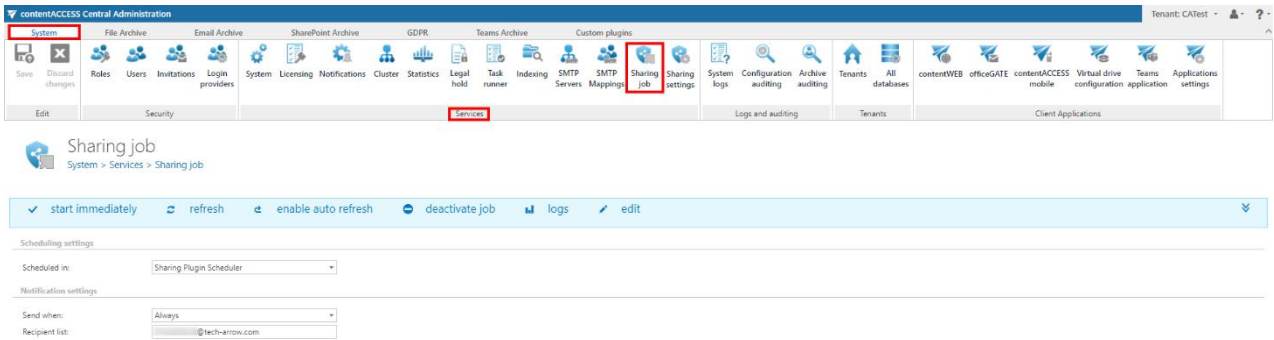 contentACCESS Central Administration
Tenant: CATest
?
System File Archive Email Archive SharePoint Archive GDPR Teams Archive Custom plugins
Save Discard changes Roles Users Invitations Login providers System Licensing Notifications Cluster Statistics Legal hold Task runner Indexing SMTP Servers SMTP Mappings Sharing job Sharing settings System logs Configuration auditing Archive auditing Tenants All databases contentWEB officeGATE contentACCESS mobile Virtual drive configuration Teams application Applications settings
Edit Security Services Logs and auditing Tenants Client Applications
Sharing job
System > Services > Sharing job
start immediately refresh enable auto refresh deactivate job logs edit
Scheduling settings
Scheduled in: Sharing Plugin Scheduler
Notification settings
Send when: Always
Recipient list: @tech-arrow.com